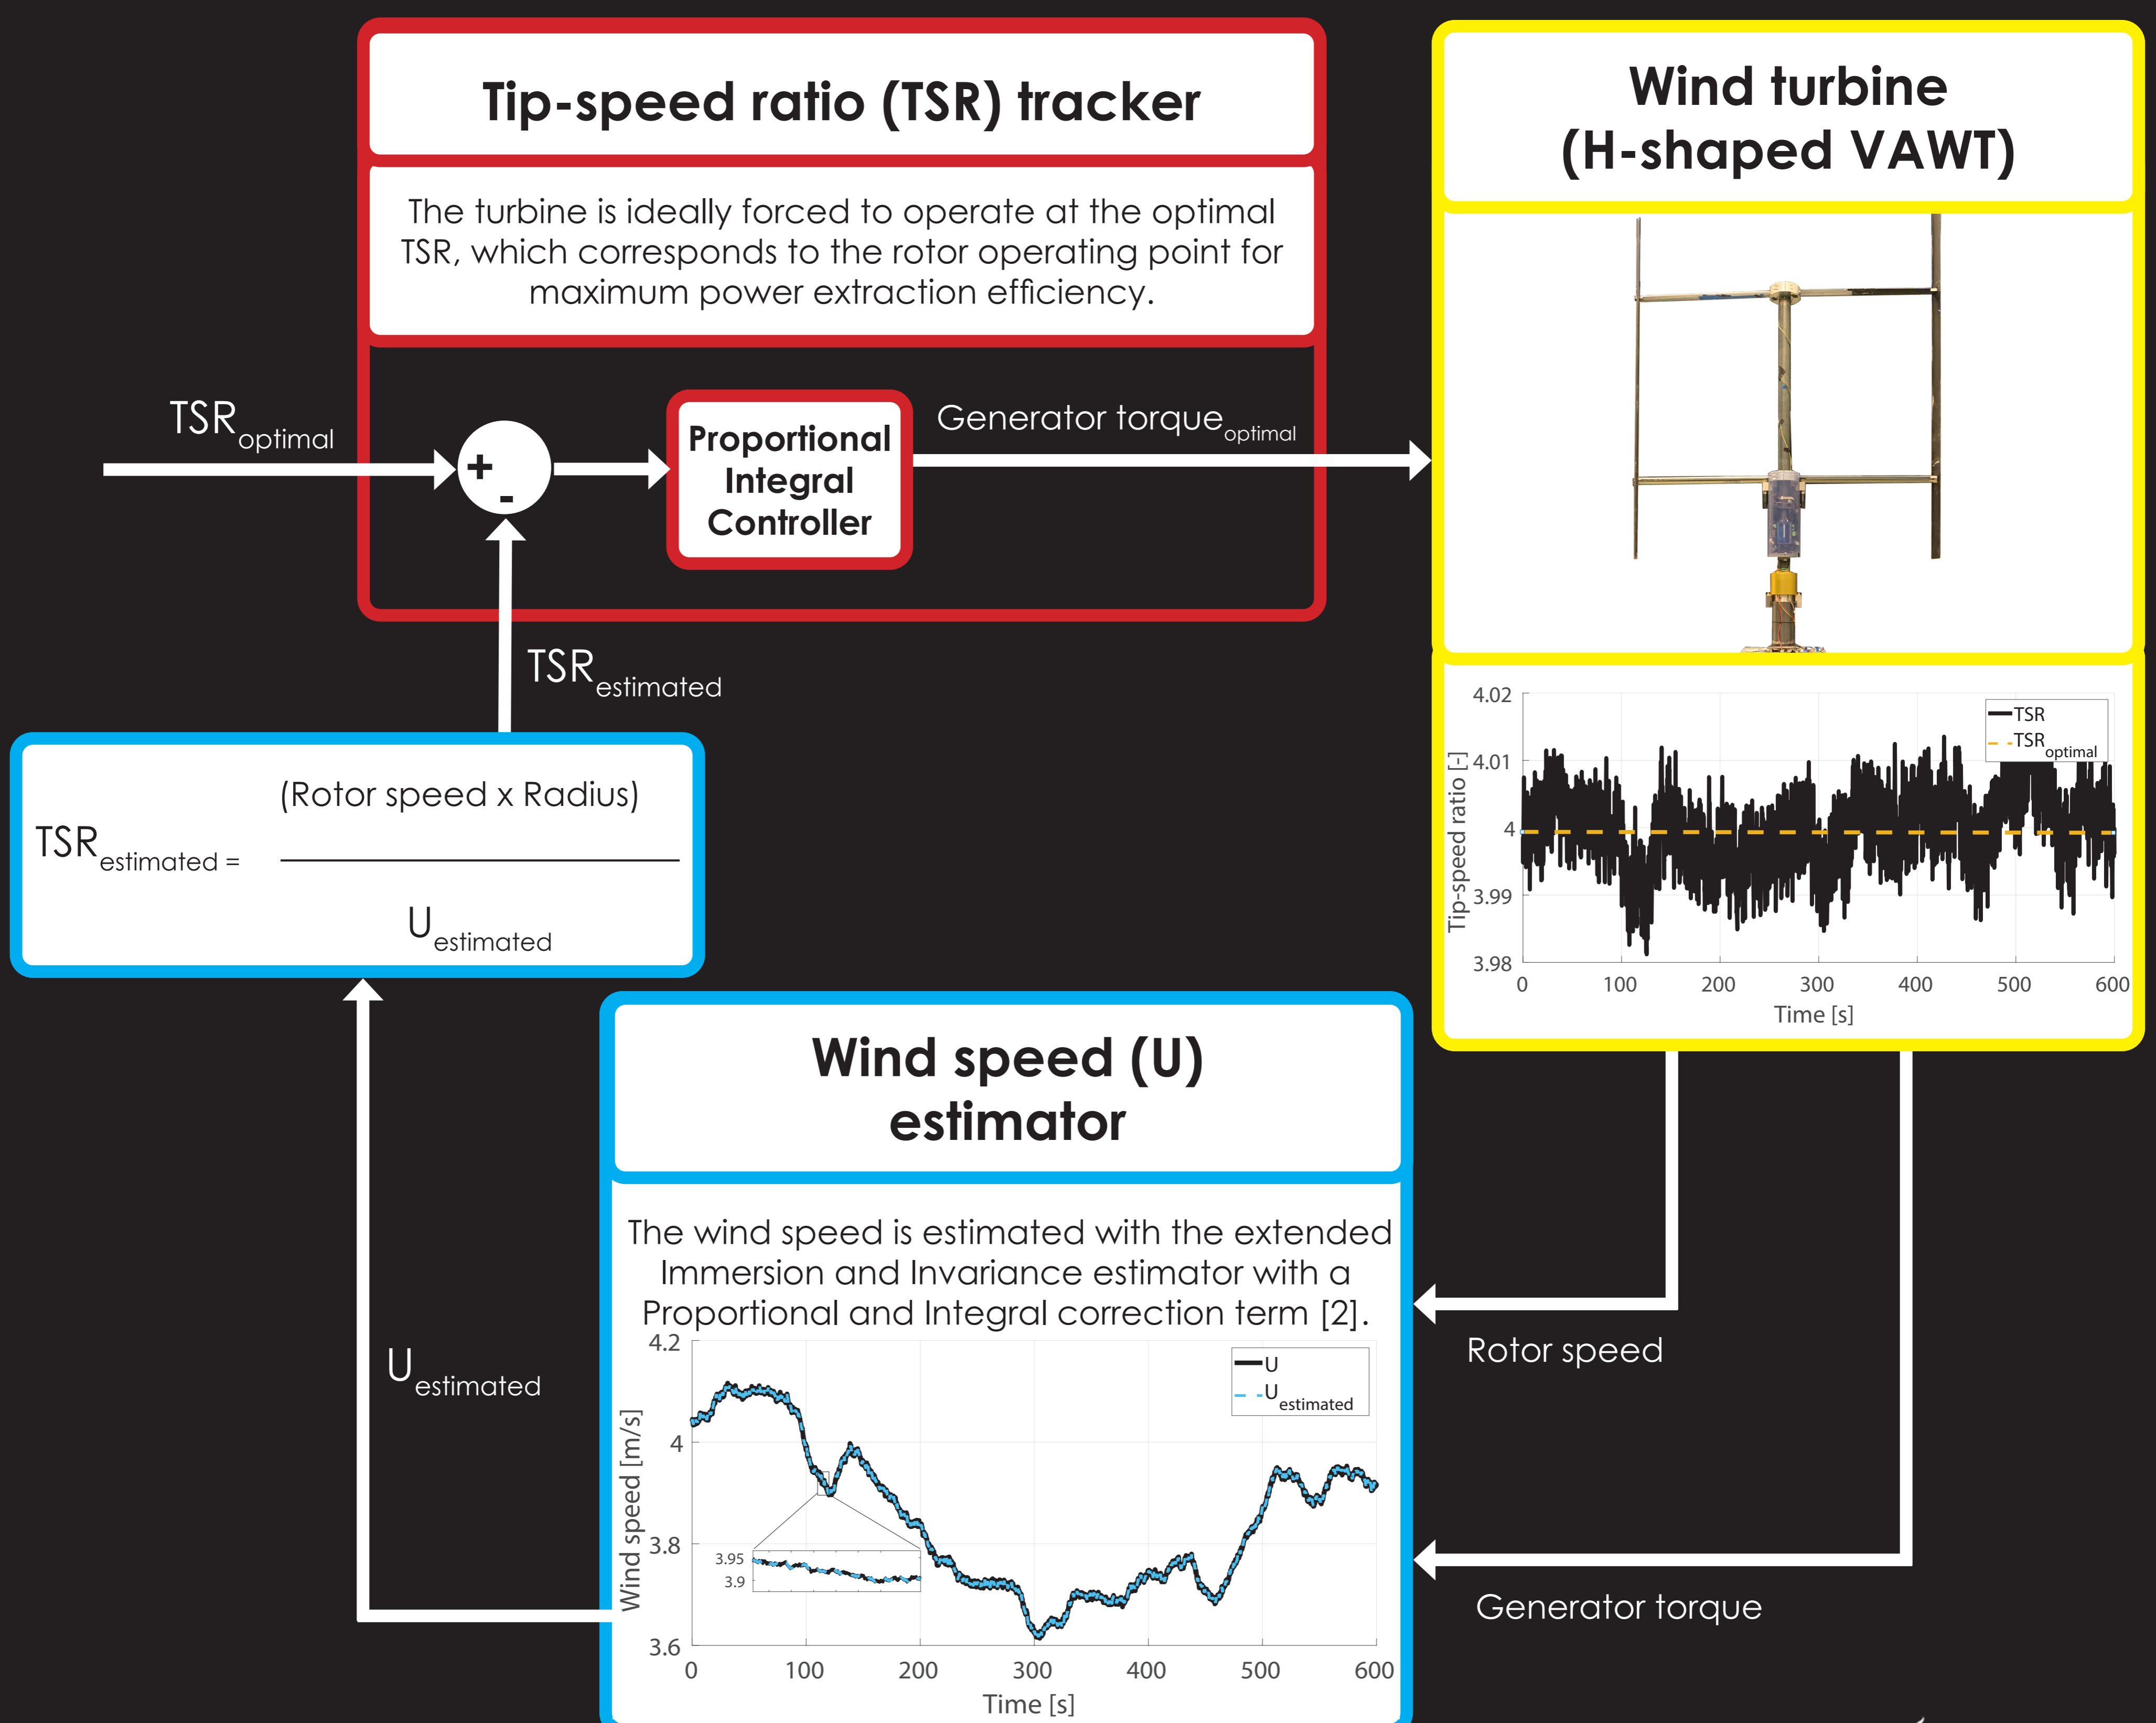 Tip-speed ratio (TSR) tracker
The turbine is ideally forced to operate at the optimal
TSR, which corresponds to the rotor operating point for
maximum power extraction efficiency.
Wind turbine
(H-shaped VAWT)
TSR optimal
+
-
Proportional
Integral
Controller
Generator torque optimal
TSR estimated
(Rotor speed x Radius)
TSR estimated =
U estimated
4.02
4.01
4
3.99
3.98
Tip-speed ratio [-]
TSR
TSR optimal
0 100 200 300 400 500 600
Time [s]
Wind speed (U)
estimator
The wind speed is estimated with the extended
Immersion and Invariance estimator with a
Proportional and Integral correction term [2].
4.2
4
3.8
3.6
Wind speed [m/s]
U
U estimated
3.95
3.9
0 100 200 300 400 500 600
Time [s]
U estimated
Rotor speed
Generator torque